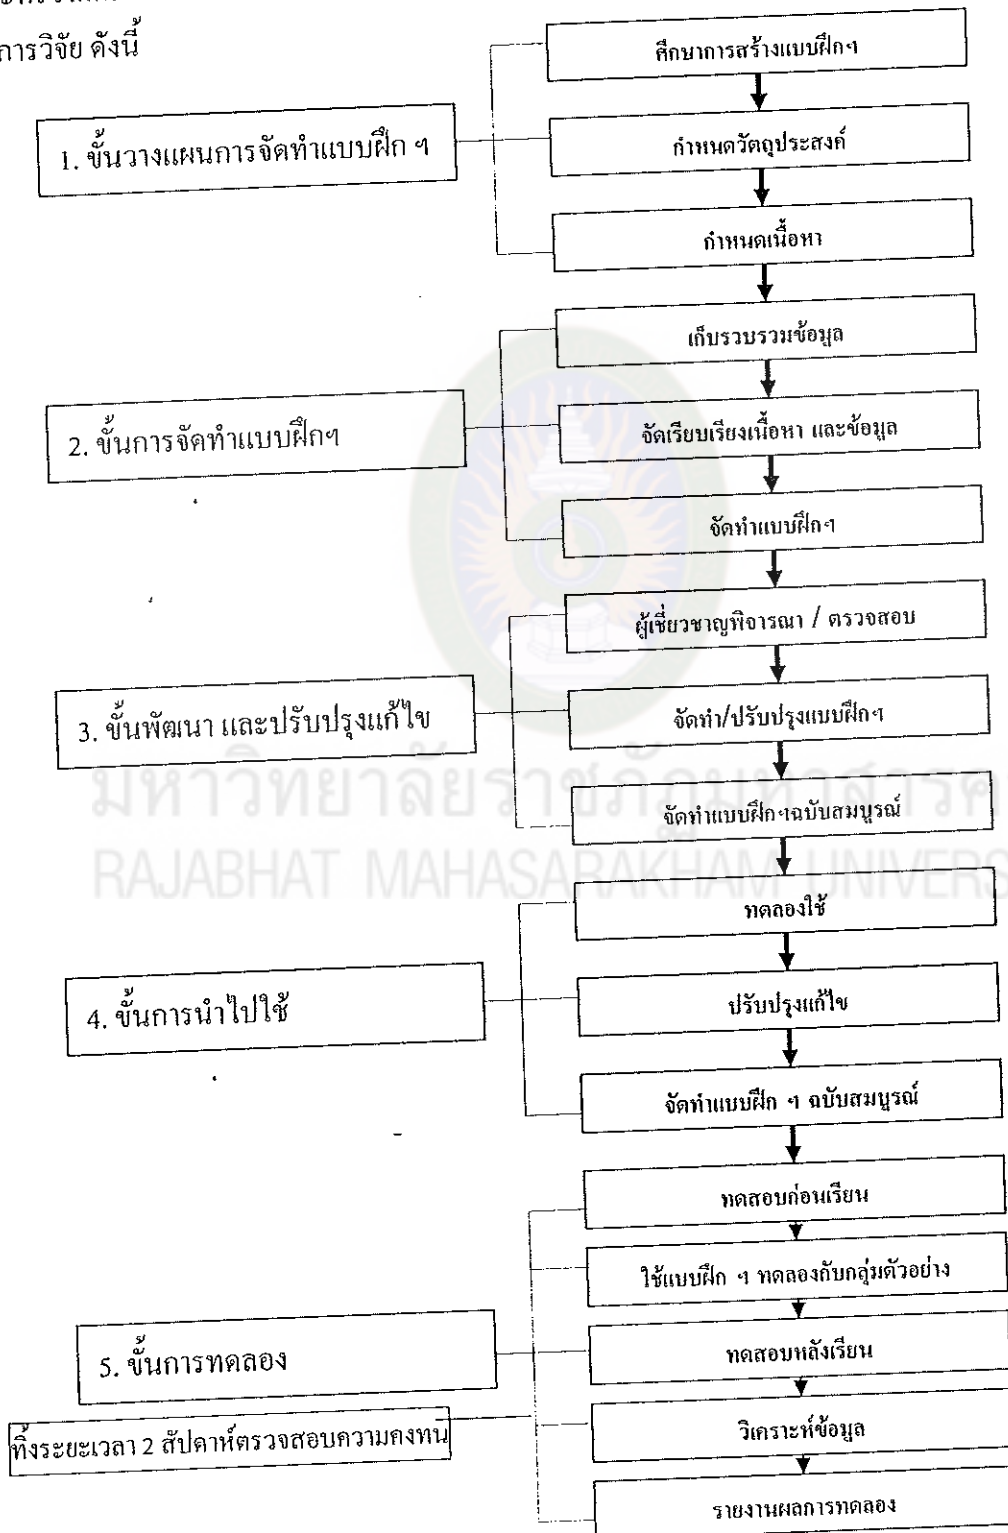 การวิจัย ดังนี้
1. ขั้นวางแผนการจัดทำแบบฝึก ฯ
ศึกษาการสร้างแบบฝึกฯ
กำหนดวัตถุประสงค์
กำหนดเนื้อหา
2. ขั้นการจัดทำแบบฝึกฯ
เก็บรวบรวมข้อมูล
จัดเรียบเรียงเนื้อหา และข้อมูล
จัดทำแบบฝึกฯ
3. ขั้นพัฒนา และปรับปรุงแก้ไข
ผู้เชี่ยวชาญพิจารณา / ตรวจสอบ
จัดทำ/ปรับปรุงแบบฝึกฯ
จัดทำแบบฝึกฯฉบับสมบูรณ์
มหาวิทยาลัยราชภัฏมหาสารค
RAJABHAT MAHASARAKHAM UNIVERS
4. ขั้นการนำไปใช้
ทดลองใช้
ปรับปรุงแก้ไข
จัดทำแบบฝึก ฯ ฉบับสมบูรณ์
5. ขั้นการทดลอง
ทิ้งระยะเวลา 2 สัปดาห์ตรวจสอบความคงทน
ทดสอบก่อนเรียน
ใช้แบบฝึก ฯ ทดลองกับกลุ่มตัวอย่าง
ทดสอบหลังเรียน
วิเคราะห์ข้อมูล
รายงานผลการทดลอง